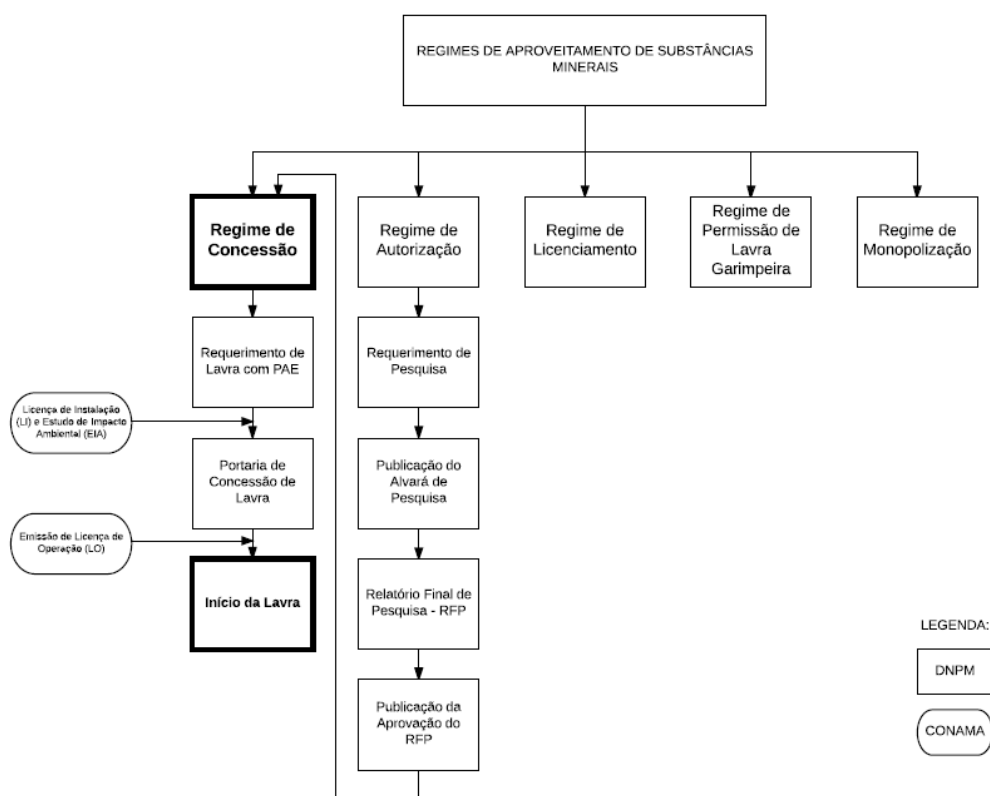 REGIMES DE APROVEITAMENTO DE SUBSTÂNCIAS
MINERAIS
Regime de
Concessão
Regime de
Autorização
Regime de
Licenciamento
Regime de
Permissão de
Lavra
Garimpeira
Regime de
Monopolização
Requerimento de
Lavra com PAE
Requerimento de
Pesquisa
Licença de Instalação
(LI) e Estudo de Impacto
Ambiental (EIA)
Portaria de
Concessão de
Lavra
Publicação do
Alvará de
Pesquisa
Emissão de Licença de
Operação (LO)
Início da Lavra
Relatório Final de
Pesquisa - RFP
Publicação da
Aprovação do
RFP
LEGENDA:
DNPM
CONAMA